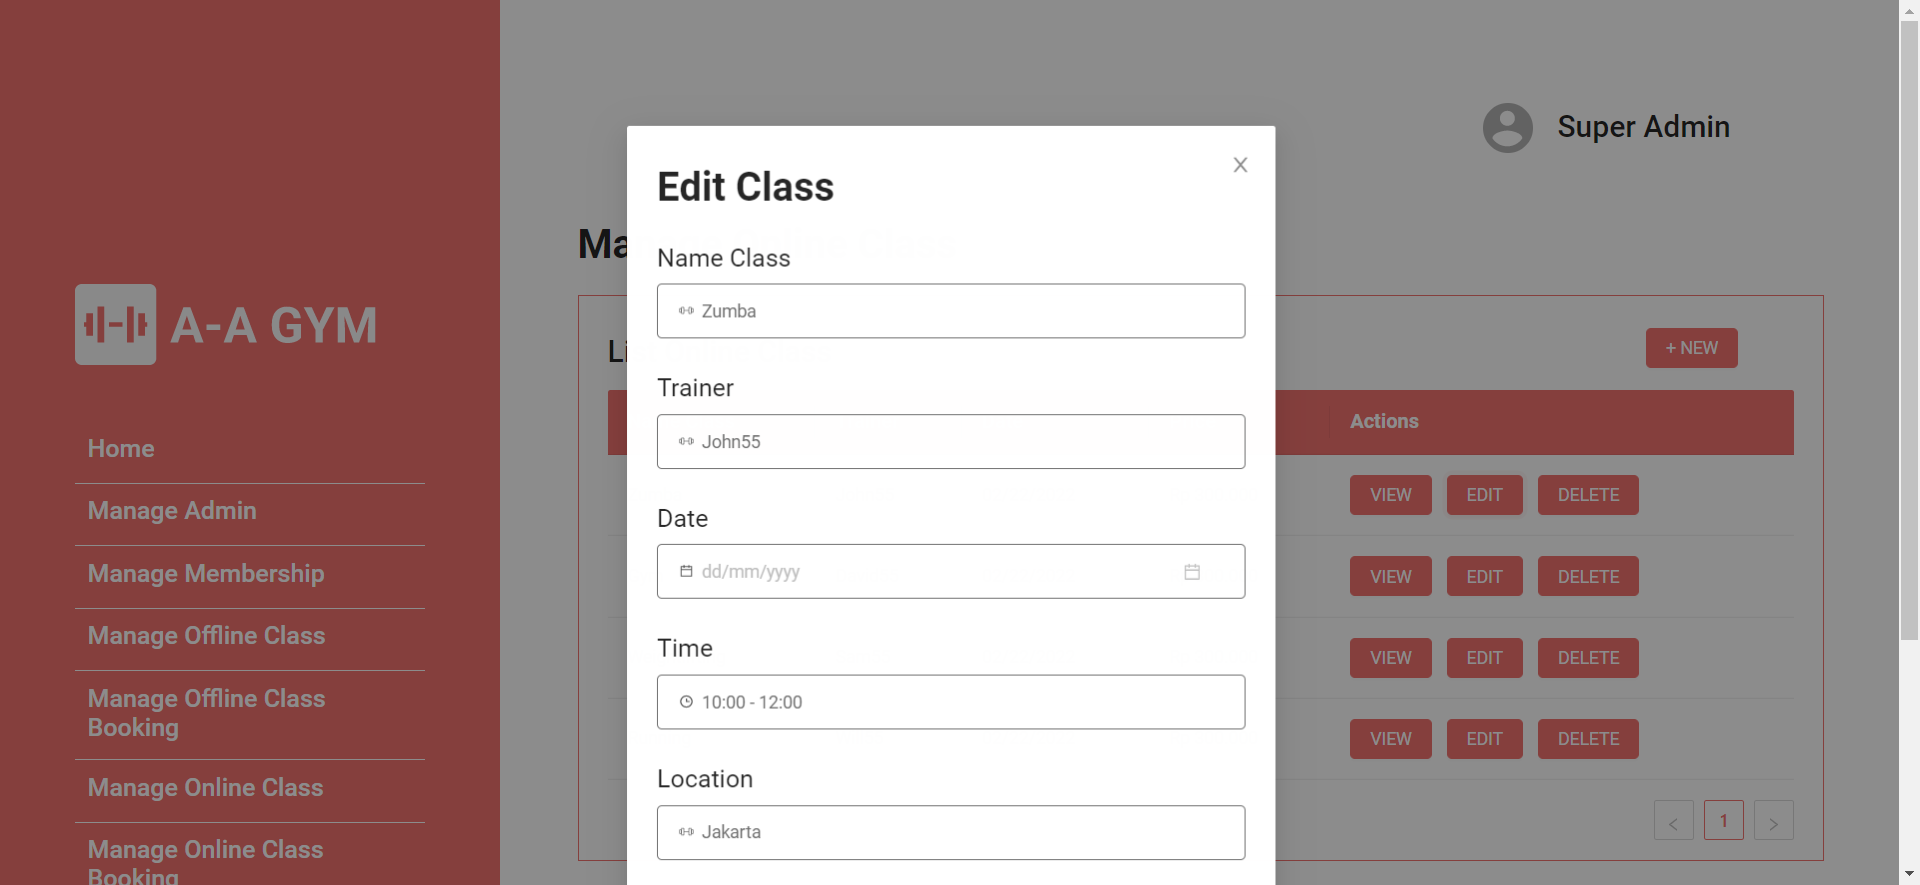 A-A GYM
Home
Manage Admin
Manage Membership
Manage Offline Class
Manage Offline Class
Booking
Manage Online Class
Manage Online Class
Booking
Super Admin
Ma
Li
+ NEW
Actions
VIEW EDIT DELETE
VIEW EDIT DELETE
VIEW EDIT DELETE
VIEW EDIT DELETE
< 1 >
Edit Class
Name Class
Zumba
Trainer
John55
Date
dd/mm/yyyy
Time
10:00 - 12:00
Location
Jakarta